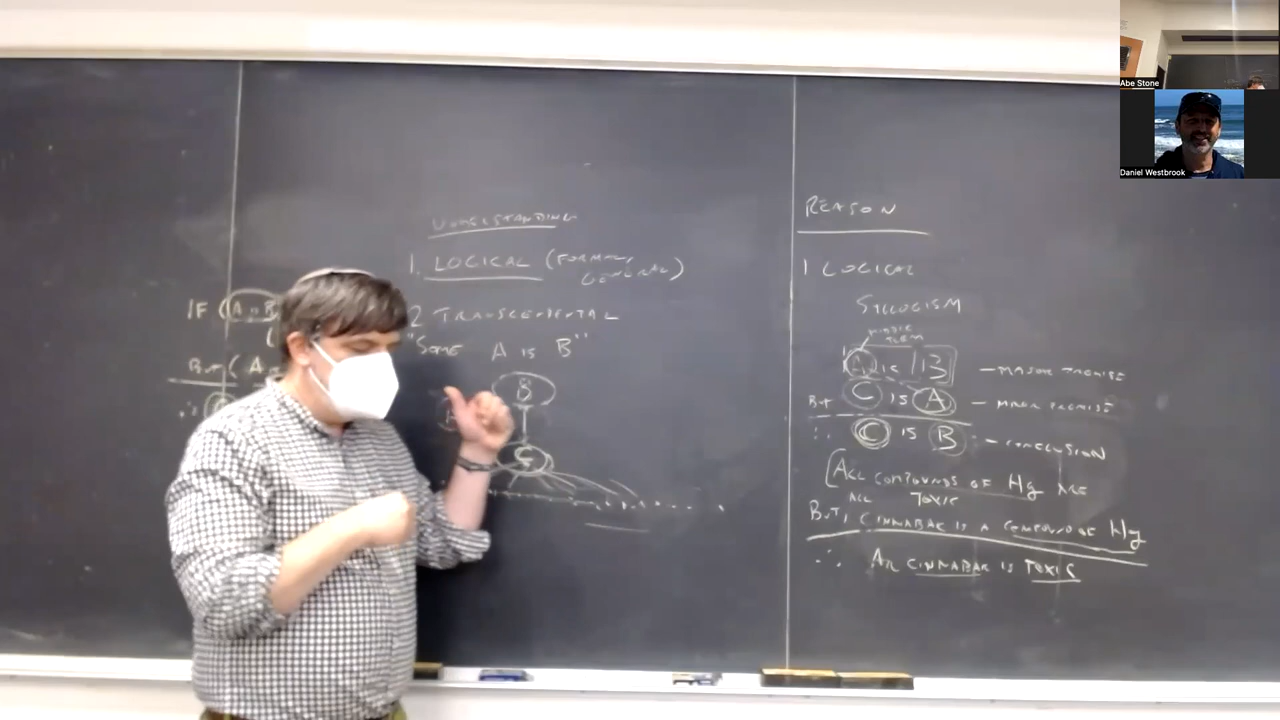 Abe Stone
Daniel Westbrook
IF (A is B
BUT (A
∴
UNDERSTANDING
1. LOGICAL (FORMAL, GENERAL)
2 TRANSCENDENTAL
"SOME A IS B"
B
C
REASON
1 LOGICAL
SYLLOGISM
MIDDLE TERM
A IS B — MAJOR PREMISE
BUT C IS A — MINOR PREMISE
∴ C IS B — CONCLUSION
ALL COMPOUNDS OF Hg ARE
TOXIC
BUT, ALL CINNABAR IS A COMPOUND OF Hg
∴ ALL CINNABAR IS TOXIC